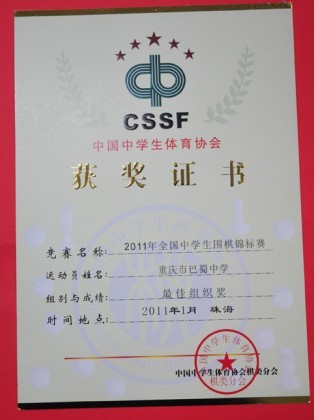 CSSF
中国中学生体育协会
获奖证书
竞赛名称: 2011年全国中学生围棋锦标赛
运动员姓名: 重庆市巴蜀中学
组别与成绩: 最佳组织奖
时间地点: 2011年1月 珠海
中国中学生体育协会棋类分会
棋类分会